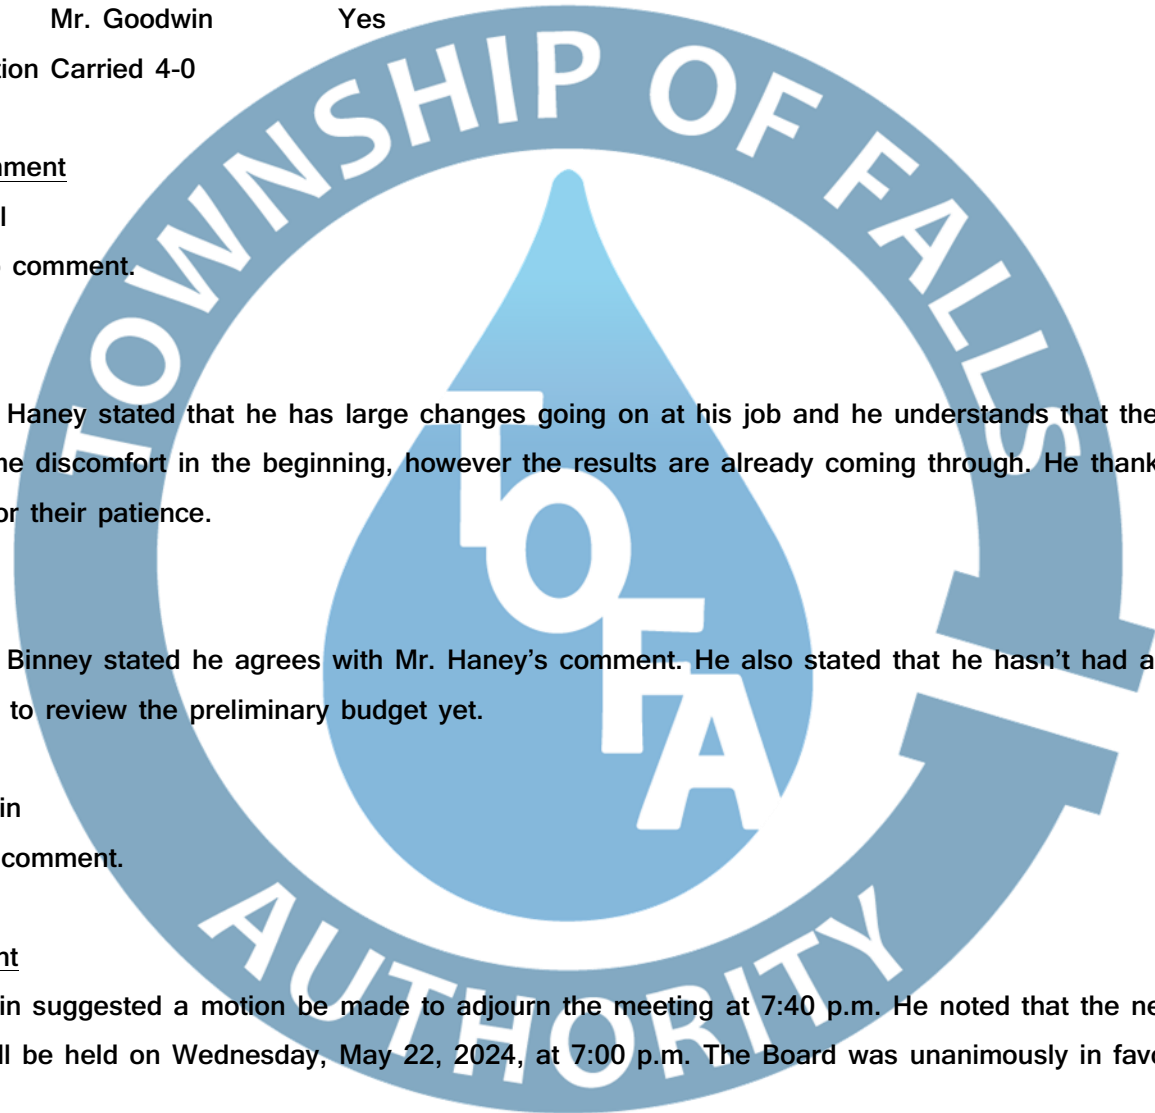 Mr. Goodwin Yes
tion Carried 4-0
nment
l
comment.
Haney stated that he has large changes going on at his job and he understands that the
ne discomfort in the beginning, however the results are already coming through. He thank
or their patience.
Binney stated he agrees with Mr. Haney’s comment. He also stated that he hasn’t had a
to review the preliminary budget yet.
in
comment.
nt
in suggested a motion be made to adjourn the meeting at 7:40 p.m. He noted that the ne
ll be held on Wednesday, May 22, 2024, at 7:00 p.m. The Board was unanimously in favo
TOWNSHIP OF FALLS
TOFA
AUTHORITY